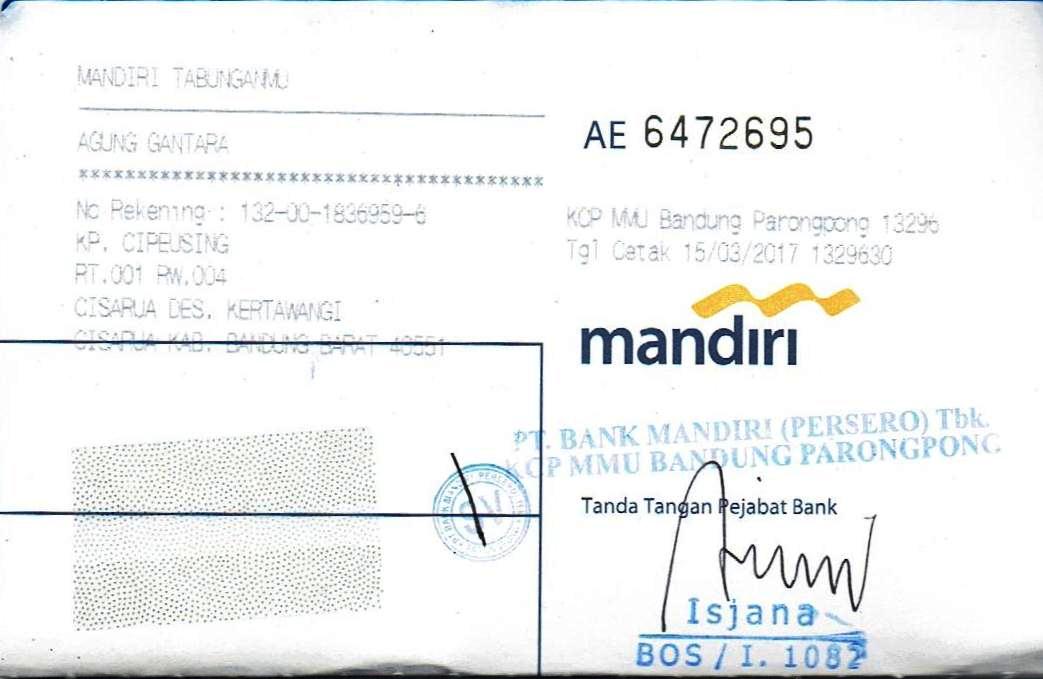 MANDIRI TABUNGANMU
AGUNG GANTARA
****************************************
No Rekening : 132-00-1836959-6
KP. CIPEUSING
RT.001 RW.004
CISARUA DES. KERTAWANGI
CISARUA KAB. BANDUNG BARAT 40551
AE 6472695
KCP MMU Bandung Parongpong 13296
Tgl Cetak 15/03/2017 1329630
mandiri
PT. BANK MANDIRI (PERSERO) Tbk.
KCP MMU BANDUNG PARONGPONG
Tanda Tangan Pejabat Bank
Isjana
BOS / I. 1082